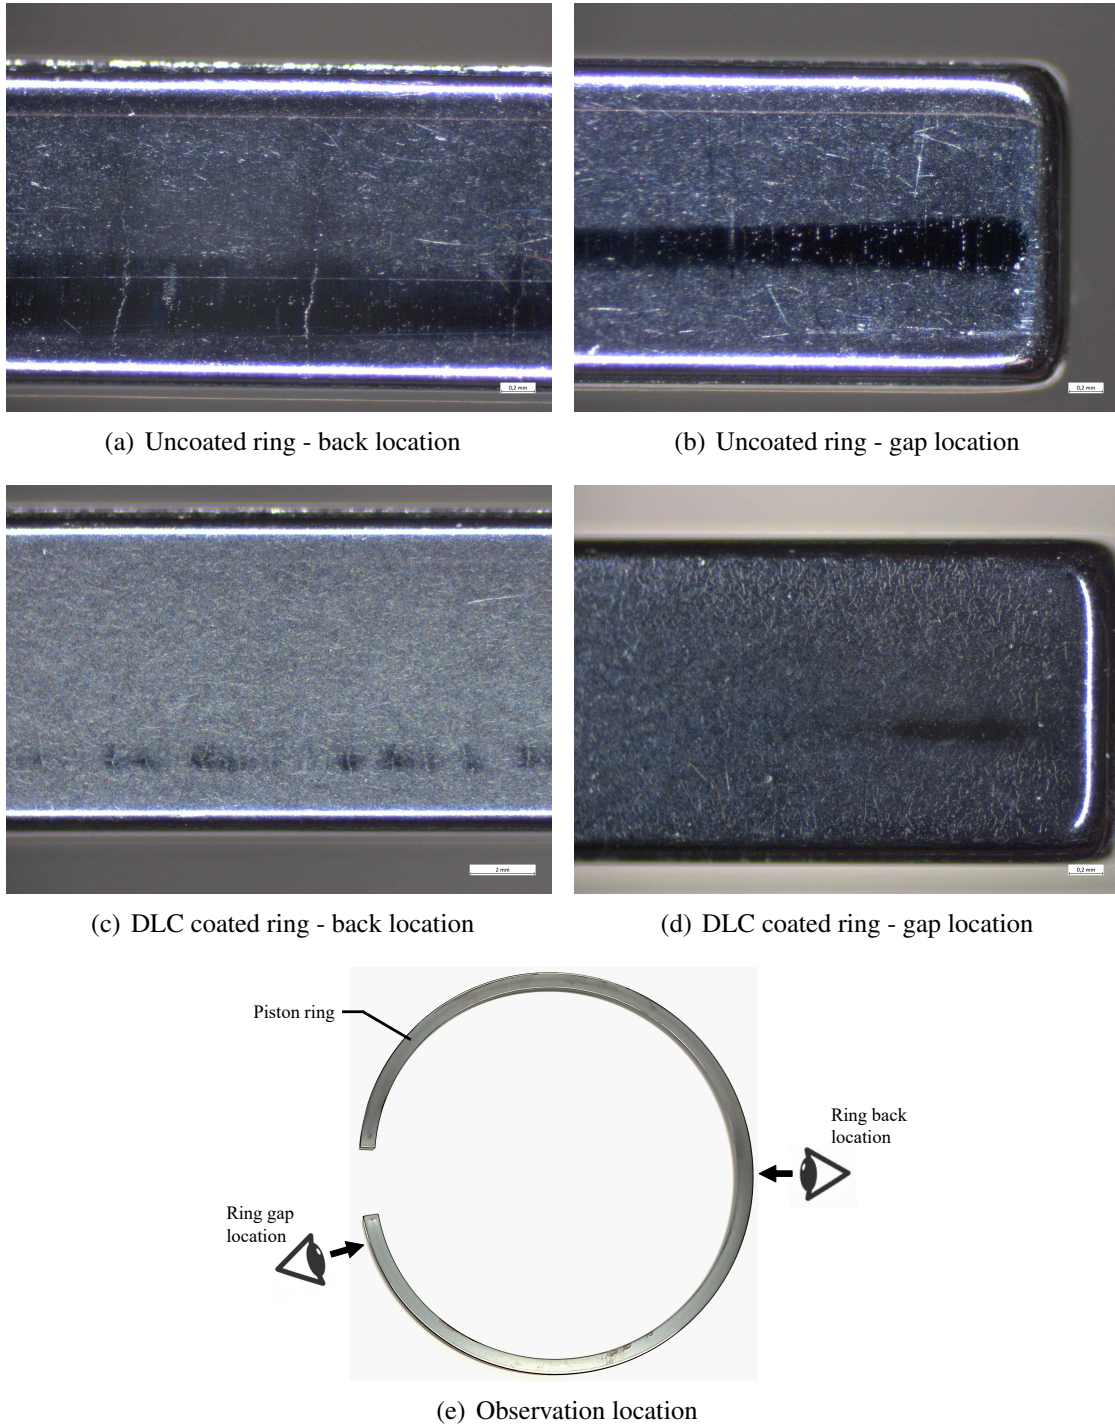 0,2 mm
0,2 mm
(a) Uncoated ring - back location
(b) Uncoated ring - gap location
2 mm
0,2 mm
(c) DLC coated ring - back location
(d) DLC coated ring - gap location
Piston ring
Ring back
location
Ring gap
location
(e) Observation location